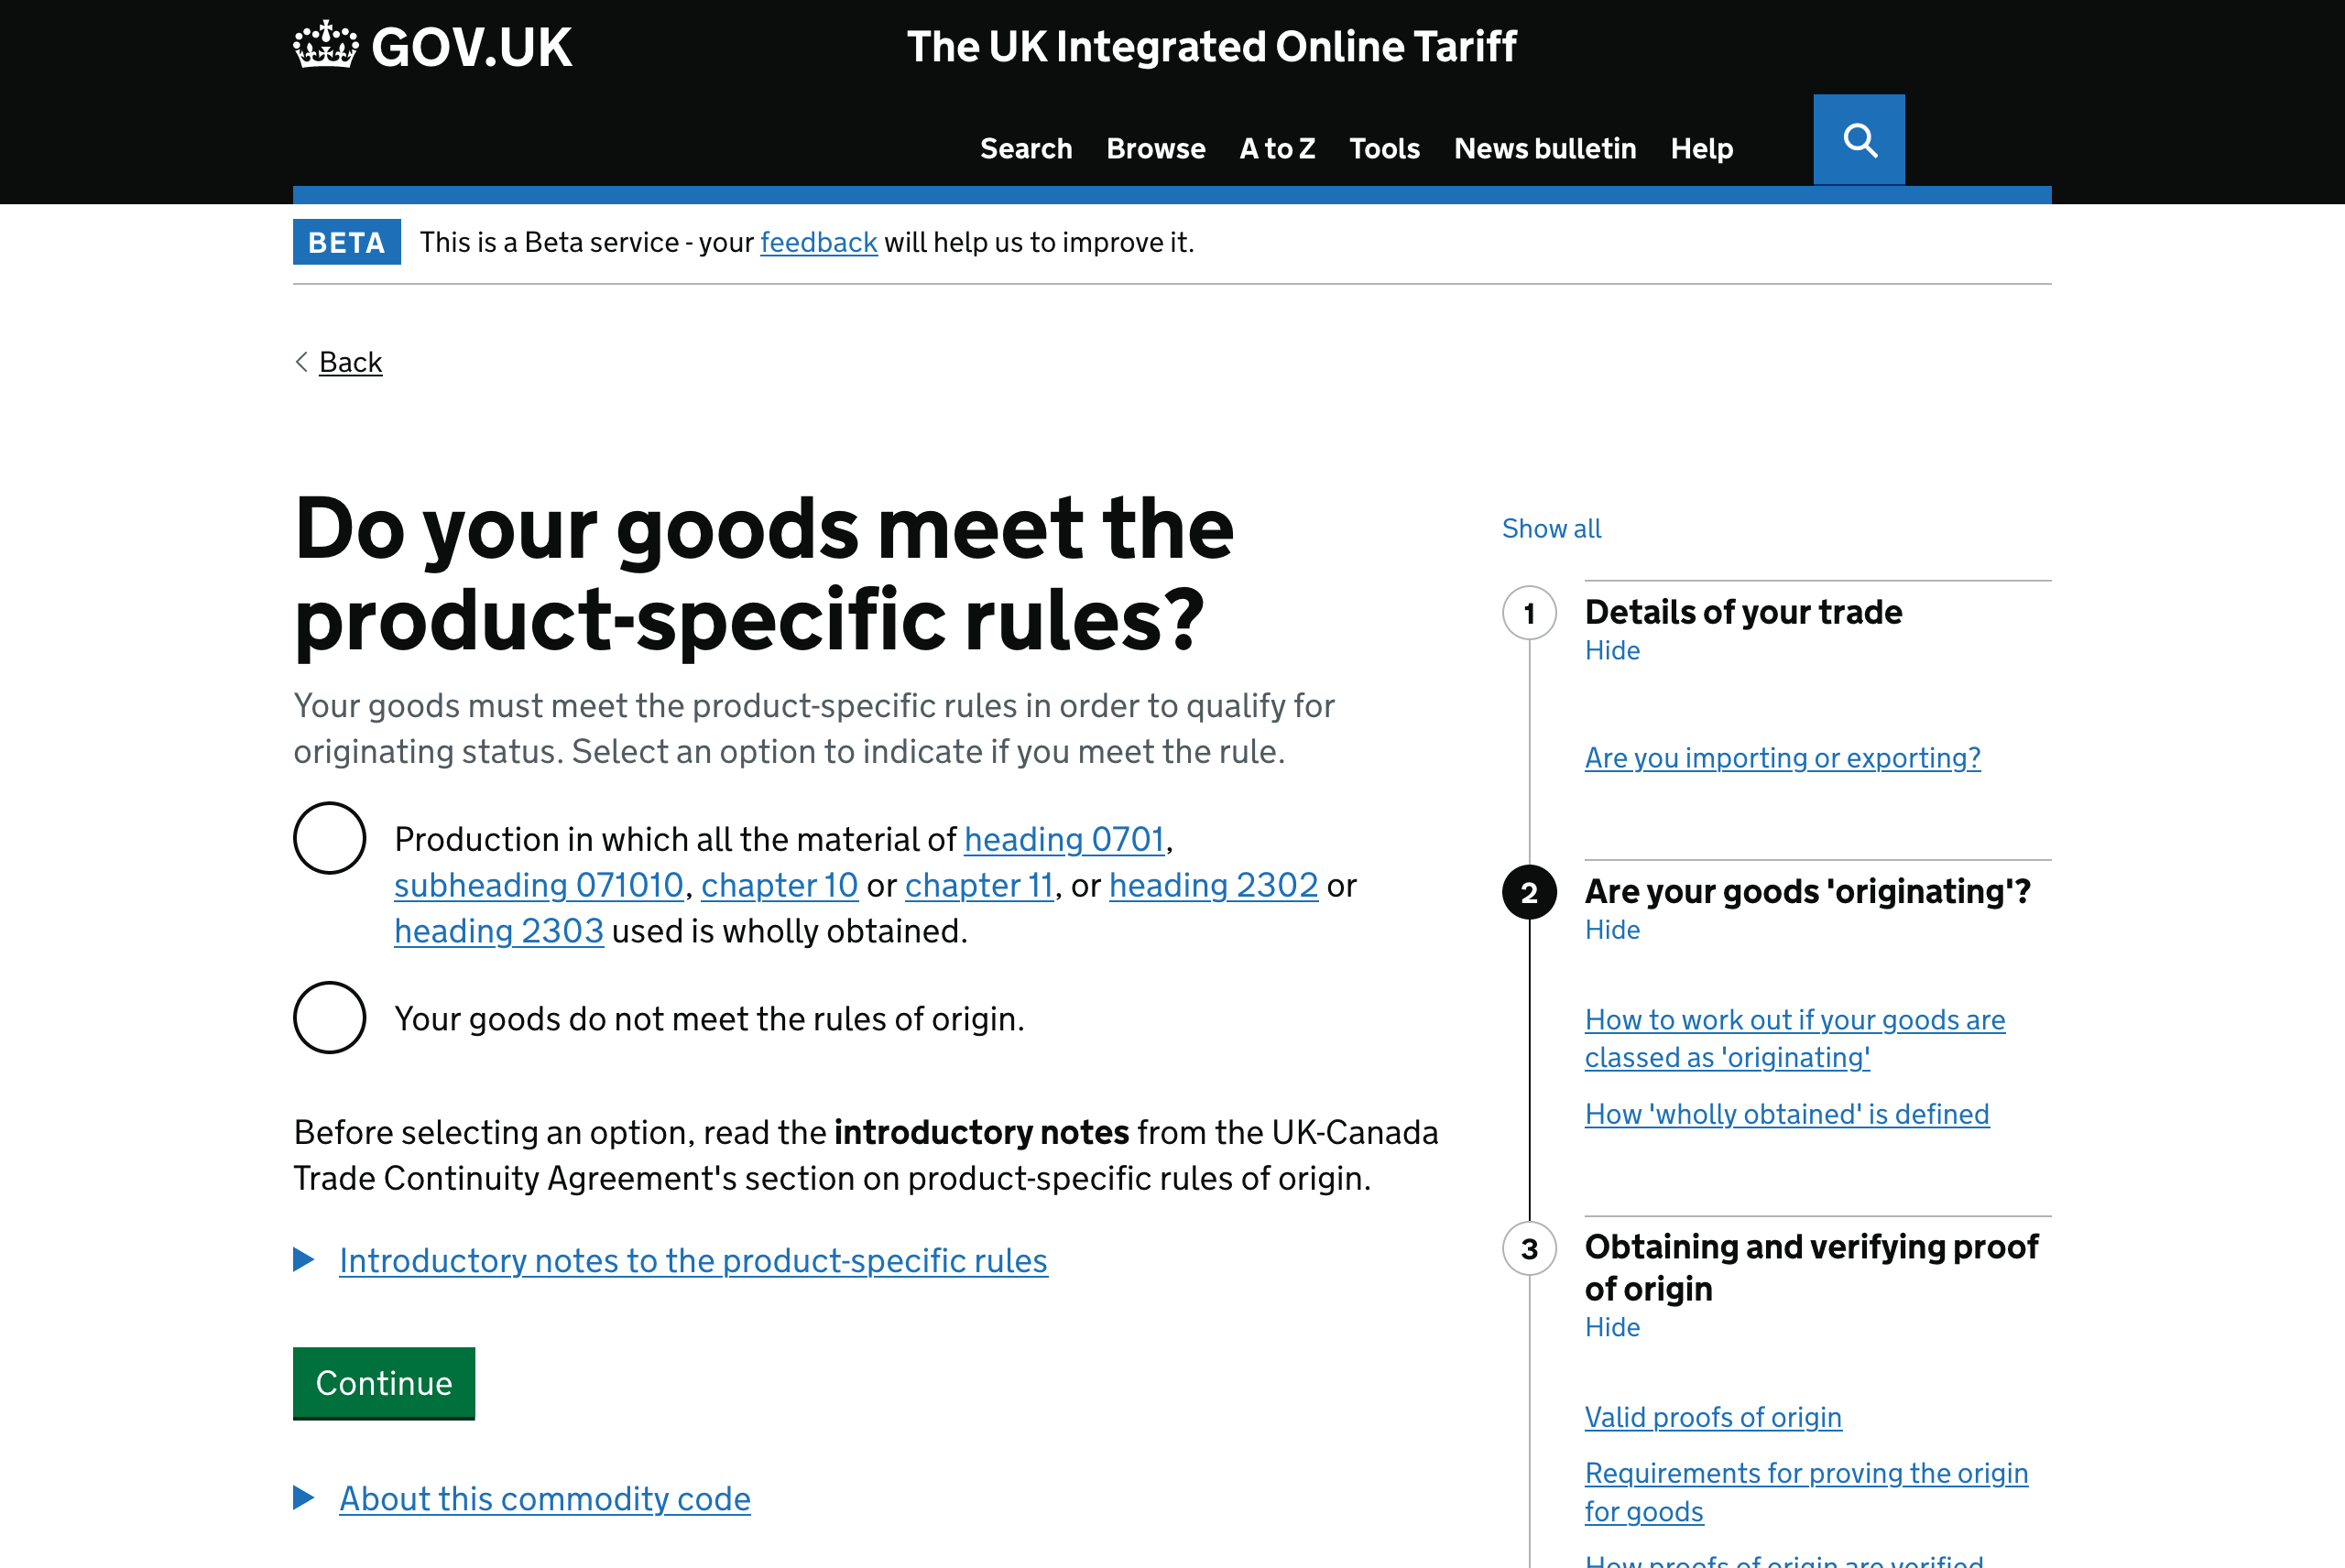 GOV.UK
The UK Integrated Online Tariff
Search Browse A to Z Tools News bulletin Help
BETA This is a Beta service - your feedback will help us to improve it.
Back
Do your goods meet the
product-specific rules?
Your goods must meet the product-specific rules in order to qualify for
originating status. Select an option to indicate if you meet the rule.
Production in which all the material of heading 0701,
subheading 071010, chapter 10 or chapter 11, or heading 2302 or
heading 2303 used is wholly obtained.
Your goods do not meet the rules of origin.
Before selecting an option, read the introductory notes from the UK-Canada
Trade Continuity Agreement's section on product-specific rules of origin.
Introductory notes to the product-specific rules
Continue
About this commodity code
Show all
1 Details of your trade
Hide
Are you importing or exporting?
2 Are your goods 'originating'?
Hide
How to work out if your goods are
classed as 'originating'
How 'wholly obtained' is defined
3 Obtaining and verifying proof
of origin
Hide
Valid proofs of origin
Requirements for proving the origin
for goods
How proofs of origin are verified